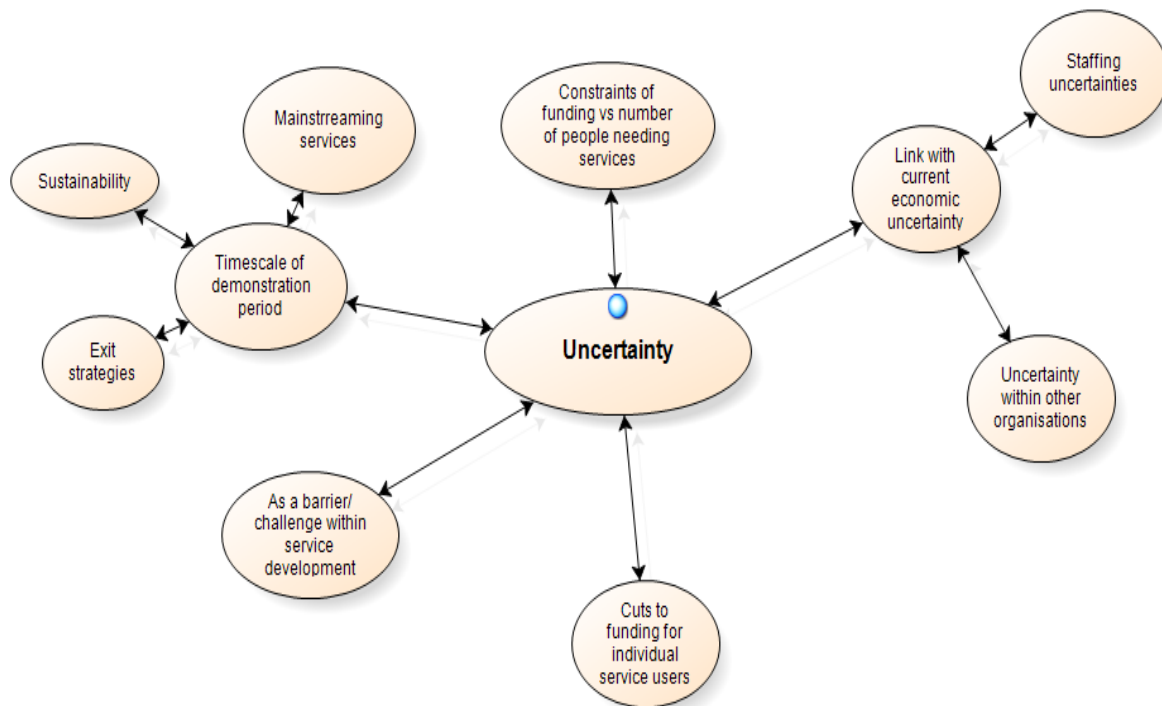 Staffing
uncertainties
Constraints of
funding vs number
of people needing
services
Mainstrreaming
services
Link with
current
economic
uncertainty
Sustainability
Timescale of
demonstration
period
Uncertainty
Exit
strategies
Uncertainty
within other
organisations
As a barrier/
challenge within
service
development
Cuts to
funding for
individual
service users